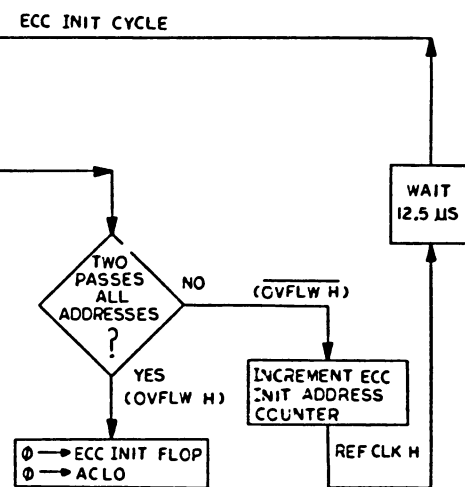 ECC INIT CYCLE
WAIT
12.5 µS
TWO
PASSES
ALL
ADDRESSES
?
NO
(OVFLW H)
YES
(OVFLW H)
INCREMENT ECC
INIT ADDRESS
COUNTER
REF CLK H
Φ → ECC INIT FLOP
Φ → ACLO